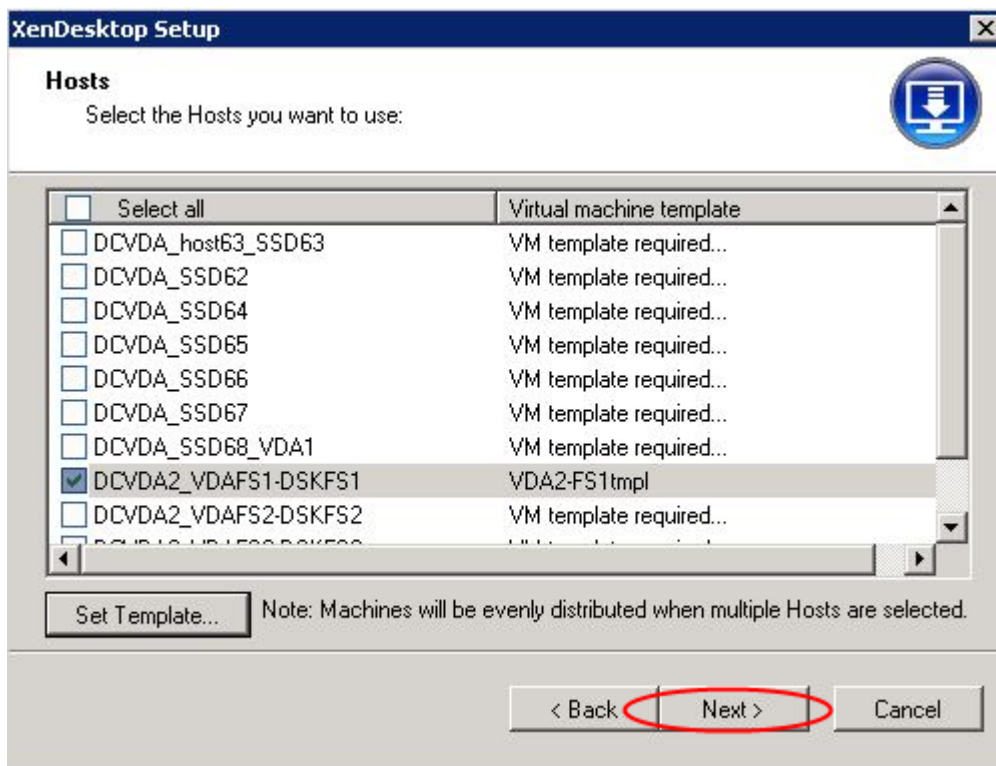 XenDesktop Setup
Hosts
Select the Hosts you want to use:
Select all Virtual machine template
DCVDA_host63_SSD63 VM template required...
DCVDA_SSD62 VM template required...
DCVDA_SSD64 VM template required...
DCVDA_SSD65 VM template required...
DCVDA_SSD66 VM template required...
DCVDA_SSD67 VM template required...
DCVDA_SSD68_VDA1 VM template required...
DCVDA2_VDAFS1-DSKFS1 VDA2-FS1tmpl
DCVDA2_VDAFS2-DSKFS2 VM template required...
Set Template... Note: Machines will be evenly distributed when multiple Hosts are selected.
< Back Next > Cancel